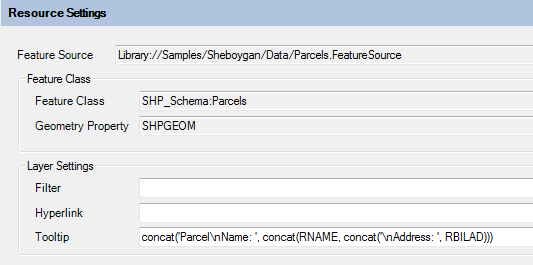 Resource Settings
Feature Source Library://Samples/Sheboygan/Data/Parcels.FeatureSource
Feature Class
Feature Class SHP_Schema:Parcels
Geometry Property SHPGEOM
Layer Settings
Filter
Hyperlink
Tooltip concat('Parcel\nName: ', concat(RNAME, concat('\nAddress: ', RBILAD)))